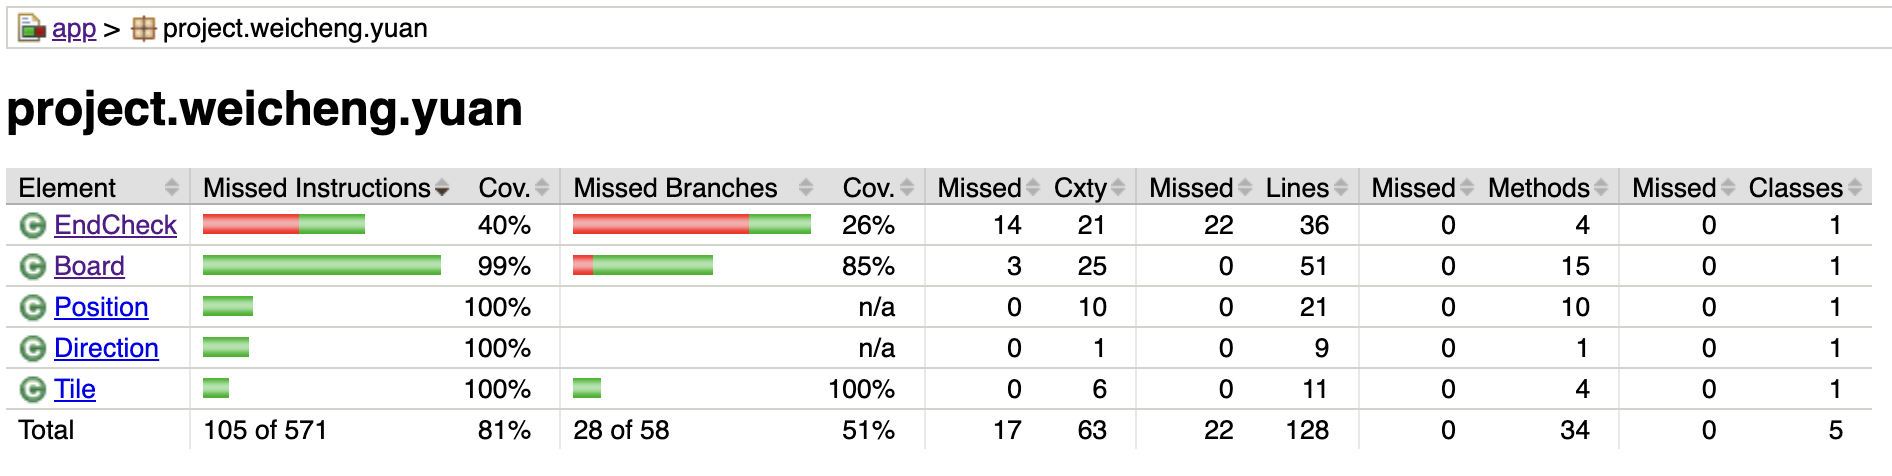 app > project.weicheng.yuan
project.weicheng.yuan
Element Missed Instructions Cov. Missed Branches Cov. Missed Cxty Missed Lines Missed Methods Missed Classes
C EndCheck 40% 26% 14 21 22 36 0 4 0 1
C Board 99% 85% 3 25 0 51 0 15 0 1
C Position 100% n/a 0 10 0 21 0 10 0 1
C Direction 100% n/a 0 1 0 9 0 1 0 1
C Tile 100% 100% 0 6 0 11 0 4 0 1
Total 105 of 571 81% 28 of 58 51% 17 63 22 128 0 34 0 5